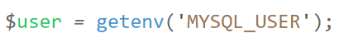 $user = getenv('MYSQL_USER');